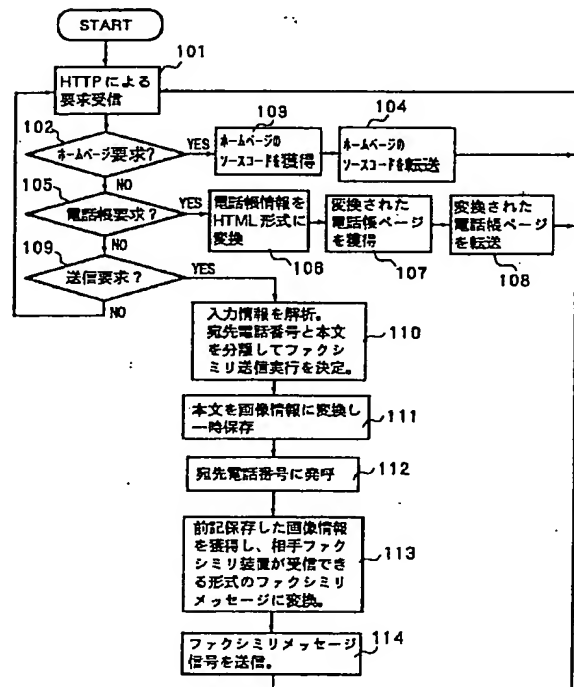 START
101
HTTPによる
要求受信
102
ホームページ要求?
YES
NO
103
ホームページの
ソースコードを獲得
104
ホームページの
ソースコードを転送
105
電話帳要求?
YES
NO
電話帳情報を
HTML形式に
変換
106
変換された
電話帳ページ
を獲得
107
変換された
電話帳ページ
を転送
108
109
送信要求?
YES
NO
入力情報を解析。
宛先電話番号と本文
を分離してファクシ
ミリ送信実行を決定。
110
本文を画像情報に変換し
一時保存
111
宛先電話番号に発呼
112
前記保存した画像情報
を獲得し、相手ファク
シミリ装置が受信でき
る形式のファクシミリ
メッセージに変換。
113
ファクシミリメッセージ
信号を送信。
114